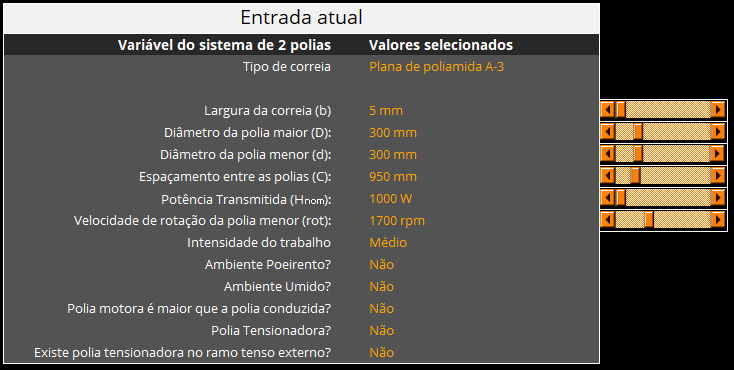 Entrada atual
Variável do sistema de 2 polias Valores selecionados
Tipo de correia Plana de poliamida A-3
Largura da correia (b) 5 mm
Diâmetro da polia maior (D): 300 mm
Diâmetro da polia menor (d): 300 mm
Espaçamento entre as polias (C): 950 mm
Potência Transmitida (Hnom): 1000 W
Velocidade de rotação da polia menor (rot): 1700 rpm
Intensidade do trabalho Médio
Ambiente Poeirento? Não
Ambiente Umido? Não
Polia motora é maior que a polia conduzida? Não
Polia Tensionadora? Não
Existe polia tensionadora no ramo tenso externo? Não